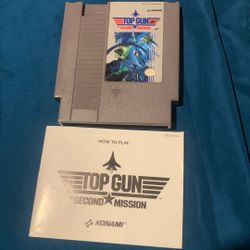 KONAMI
TOP GUN
HOW TO PLAY
TOP GUN
SECOND MISSION
KONAMI